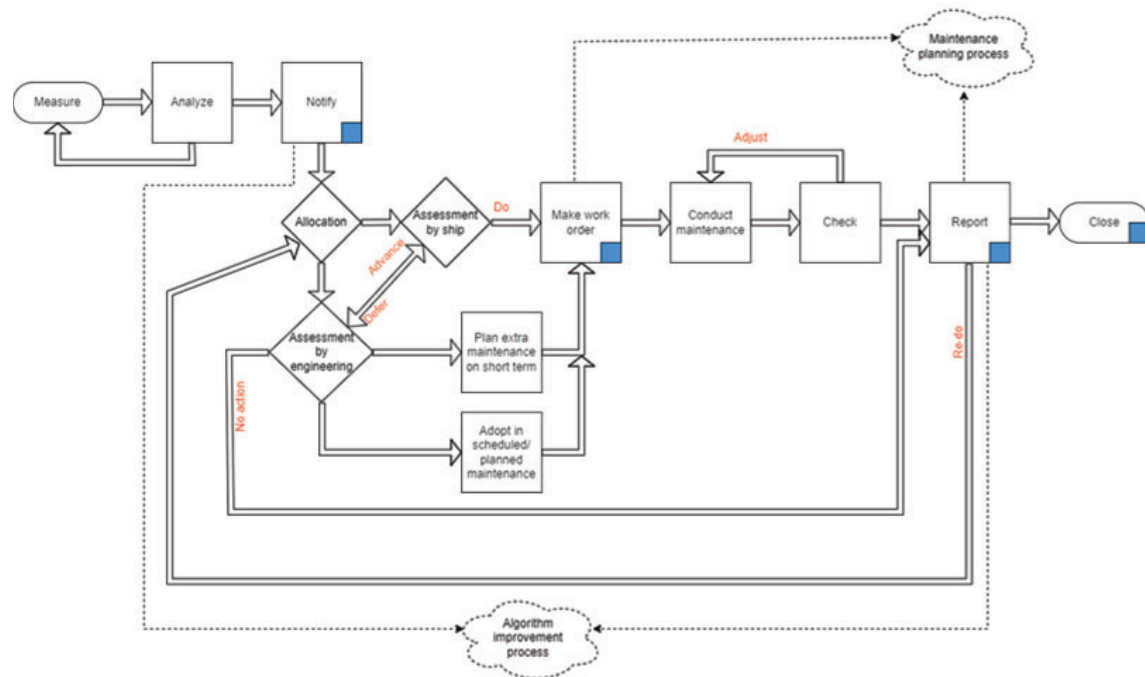 Maintenance
planning process
Measure
Analyze
Notify
Adjust
Allocation
Assessment
by ship
Do
Make work
order
Conduct
maintenance
Check
Report
Close
Advance
Defer
Assessment
by
engineering
Plan extra
maintenance
on short term
Re-do
No action
Adopt in
scheduled/
planned
maintenance
Algorithm
improvement
process